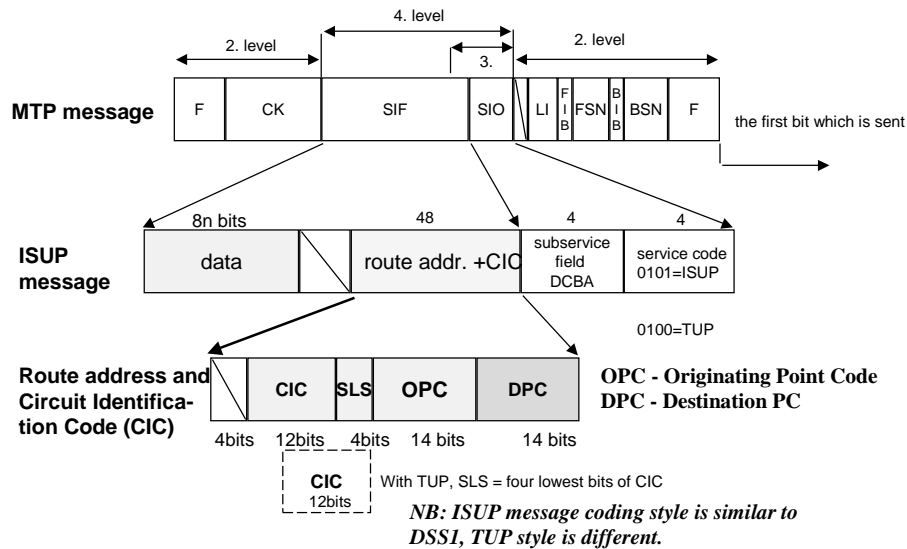 4. level
2. level
3.
2. level
MTP message
F
CK
SIF
SIO
LI
FIB
FSN
BIB
BSN
F
the first bit which is sent
8n bits
48
4
4
ISUP
message
data
route addr. +CIC
subservice
field
DCBA
service code
0101=ISUP
0100=TUP
Route address and
Circuit Identifica-
tion Code (CIC)
CIC
SLS
OPC
DPC
OPC - Originating Point Code
DPC - Destination PC
4bits
12bits
4bits
14 bits
14 bits
CIC
12bits
With TUP, SLS = four lowest bits of CIC
NB: ISUP message coding style is similar to
DSS1, TUP style is different.